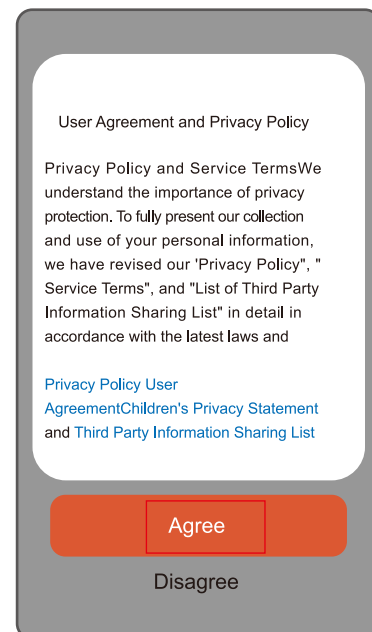 User Agreement and Privacy Policy
Privacy Policy and Service TermsWe
understand the importance of privacy
protection. To fully present our collection
and use of your personal information,
we have revised our 'Privacy Policy", "
Service Terms", and "List of Third Party
Information Sharing List" in detail in
accordance with the latest laws and
Privacy Policy User
AgreementChildren's Privacy Statement
and Third Party Information Sharing List
Agree
Disagree